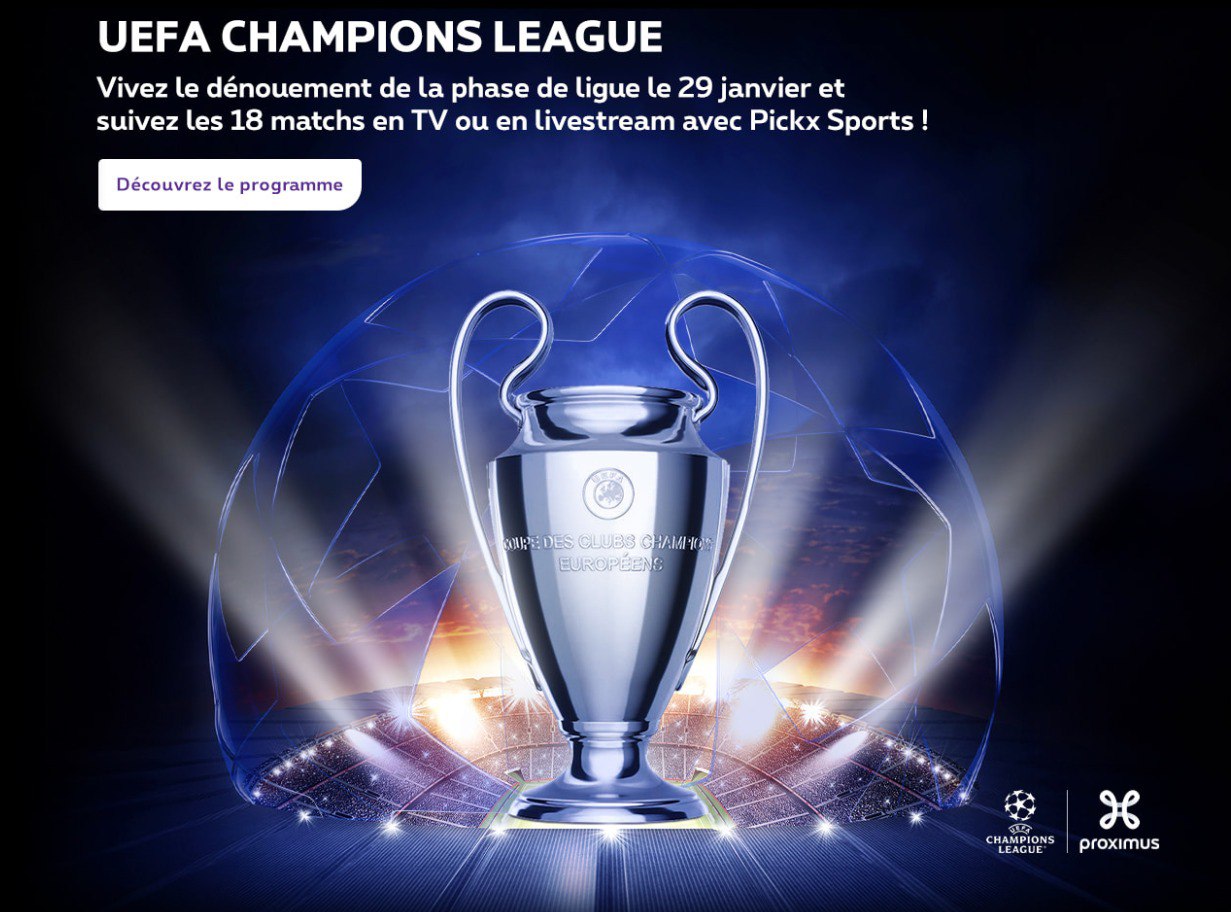 UEFA CHAMPIONS LEAGUE
Vivez le dénouement de la phase de ligue le 29 janvier et
suivez les 18 matchs en TV ou en livestream avec Pickx Sports !
Découvrez le programme
UEFA
COUPE DES CLUBS CHAMPIONS
EUROPÉENS
UEFA
CHAMPIONS
LEAGUE
proximus